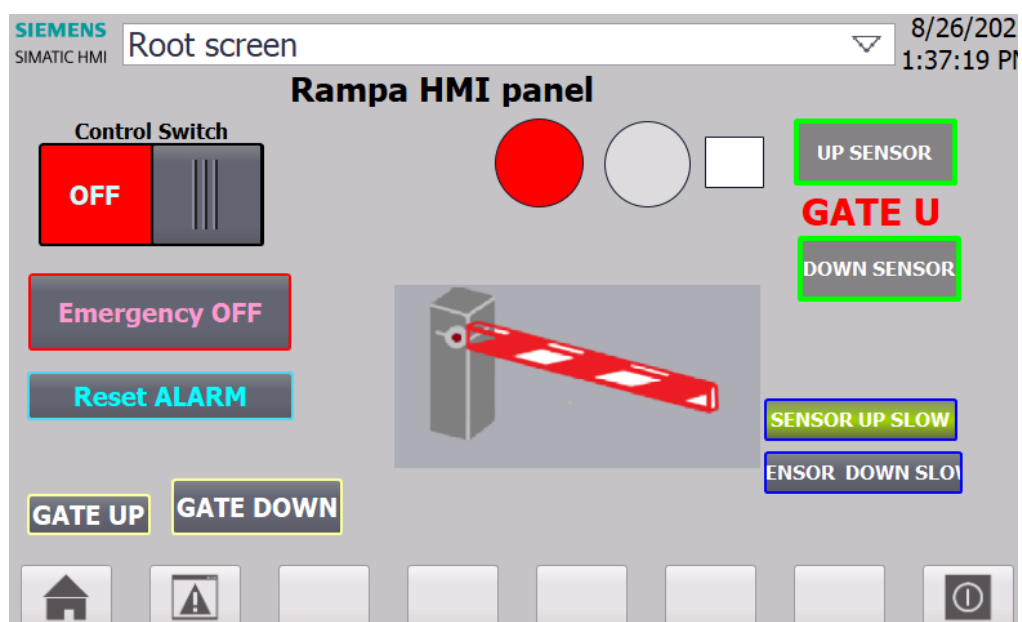 SIEMENS
SIMATIC HMI
Root screen
8/26/202
1:37:19 PM
Rampa HMI panel
Control Switch
OFF
UP SENSOR
GATE U
DOWN SENSOR
Emergency OFF
Reset ALARM
SENSOR UP SLOW
ENSOR DOWN SLOW
GATE UP
GATE DOWN